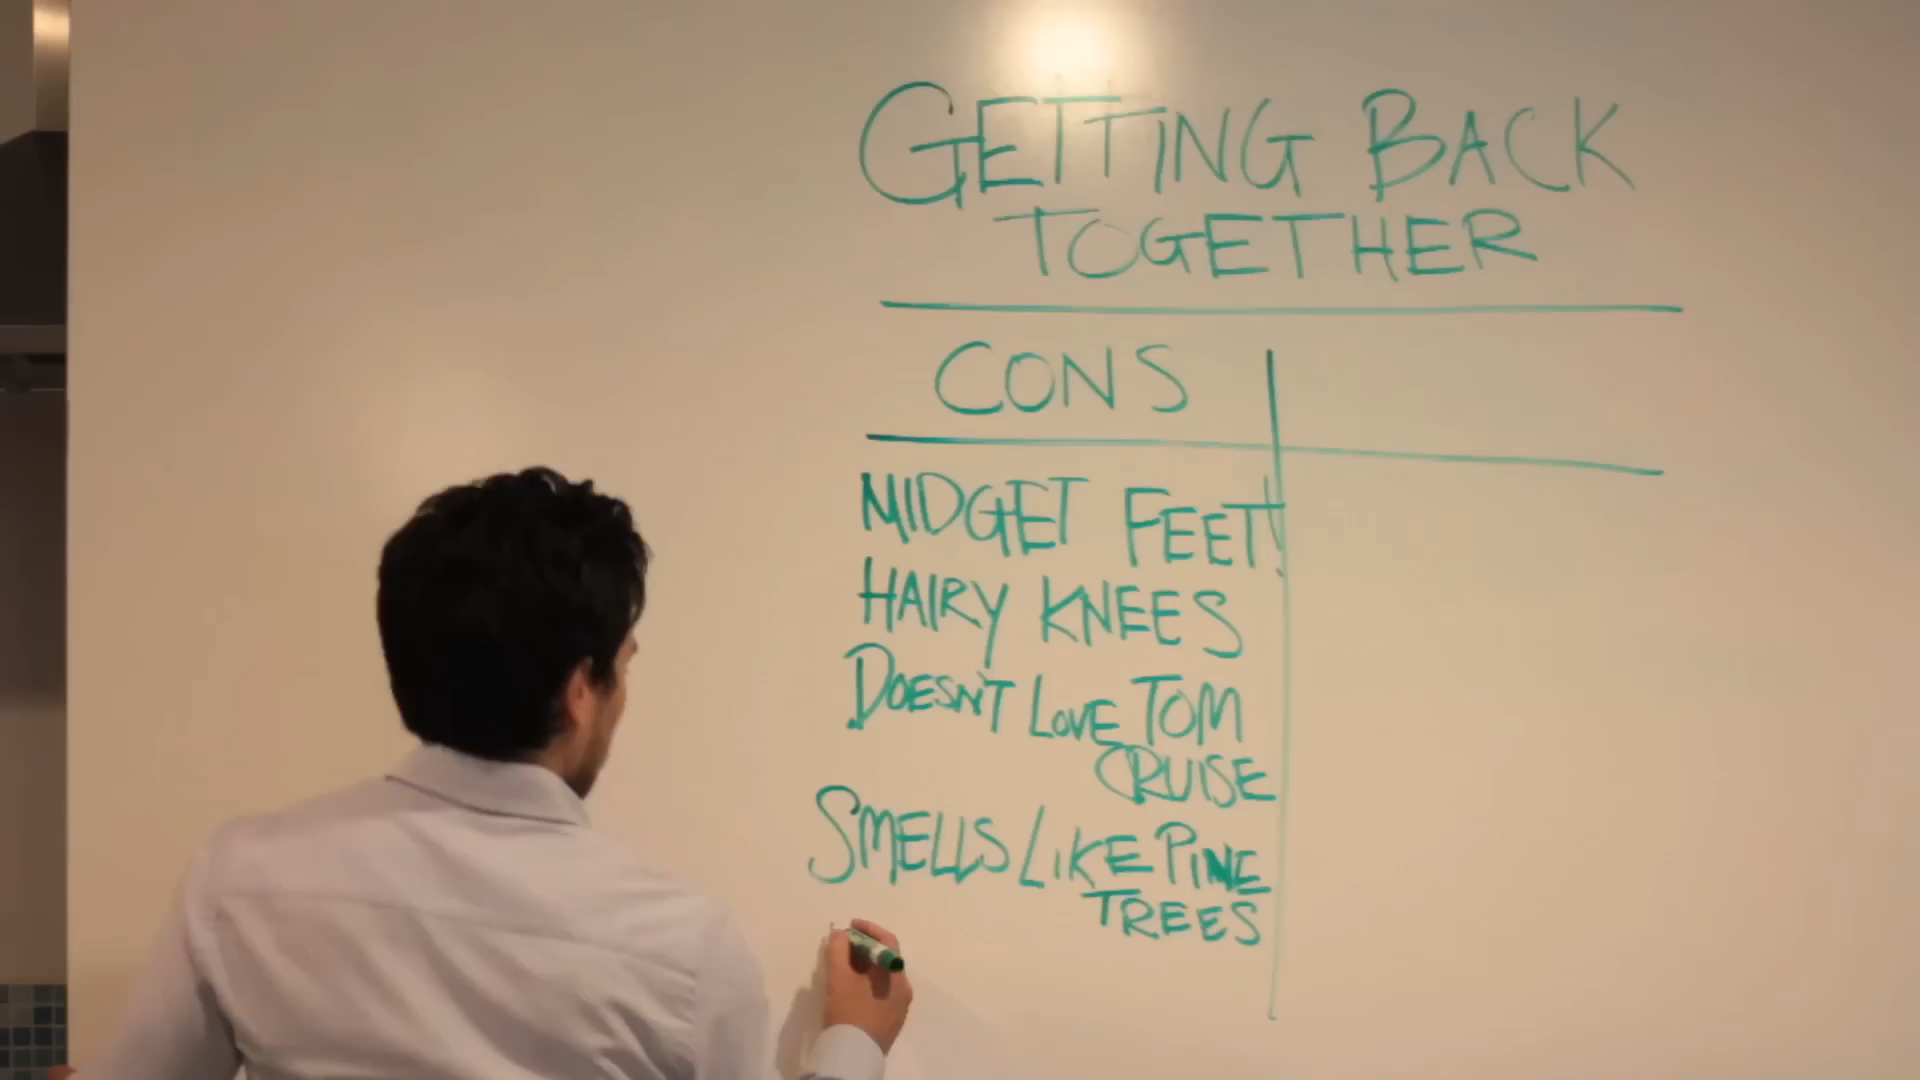 GETTING BACK
TOGETHER
CONS
MIDGET FEET!
HAIRY KNEES
DOESN'T LOVE TOM
CRUISE
SMELLS LIKE PINE
TREES